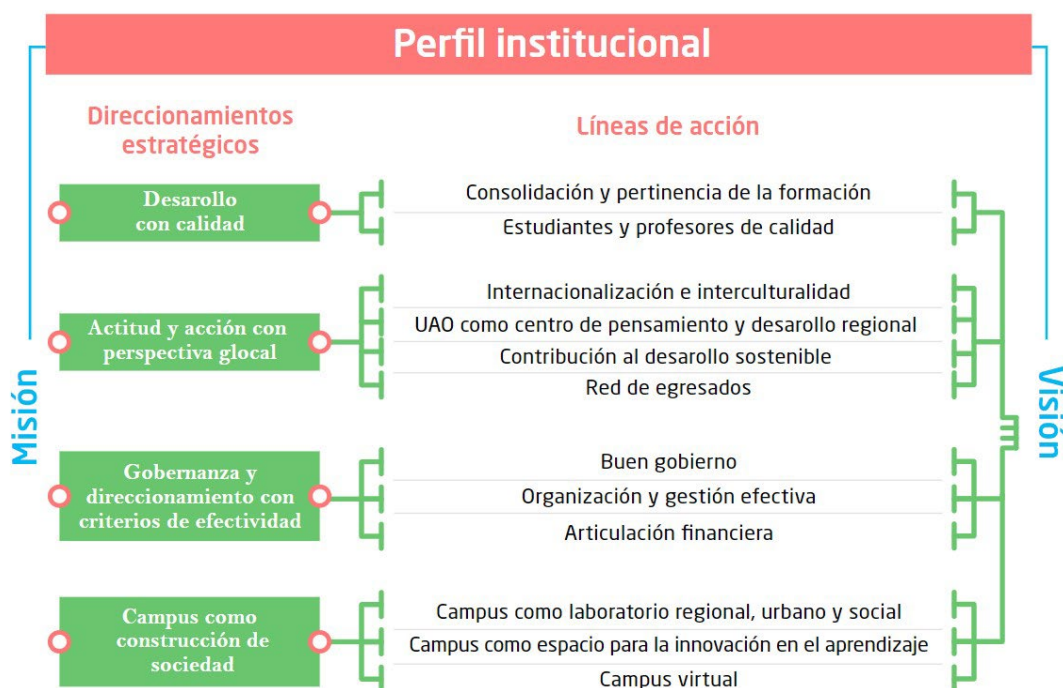 Perfil institucional
Misión
Visión
Direccionamientos
estratégicos
Líneas de acción
Desarollo
con calidad
Consolidación y pertinencia de la formación
Estudiantes y profesores de calidad
Actitud y acción con
perspectiva glocal
Internacionalización e interculturalidad
UAO como centro de pensamiento y desarollo regional
Contribución al desarollo sostenible
Red de egresados
Gobernanza y
direccionamiento con
criterios de efectividad
Buen gobierno
Organización y gestión efectiva
Articulación financiera
Campus como
construcción de
sociedad
Campus como laboratorio regional, urbano y social
Campus como espacio para la innovación en el aprendizaje
Campus virtual